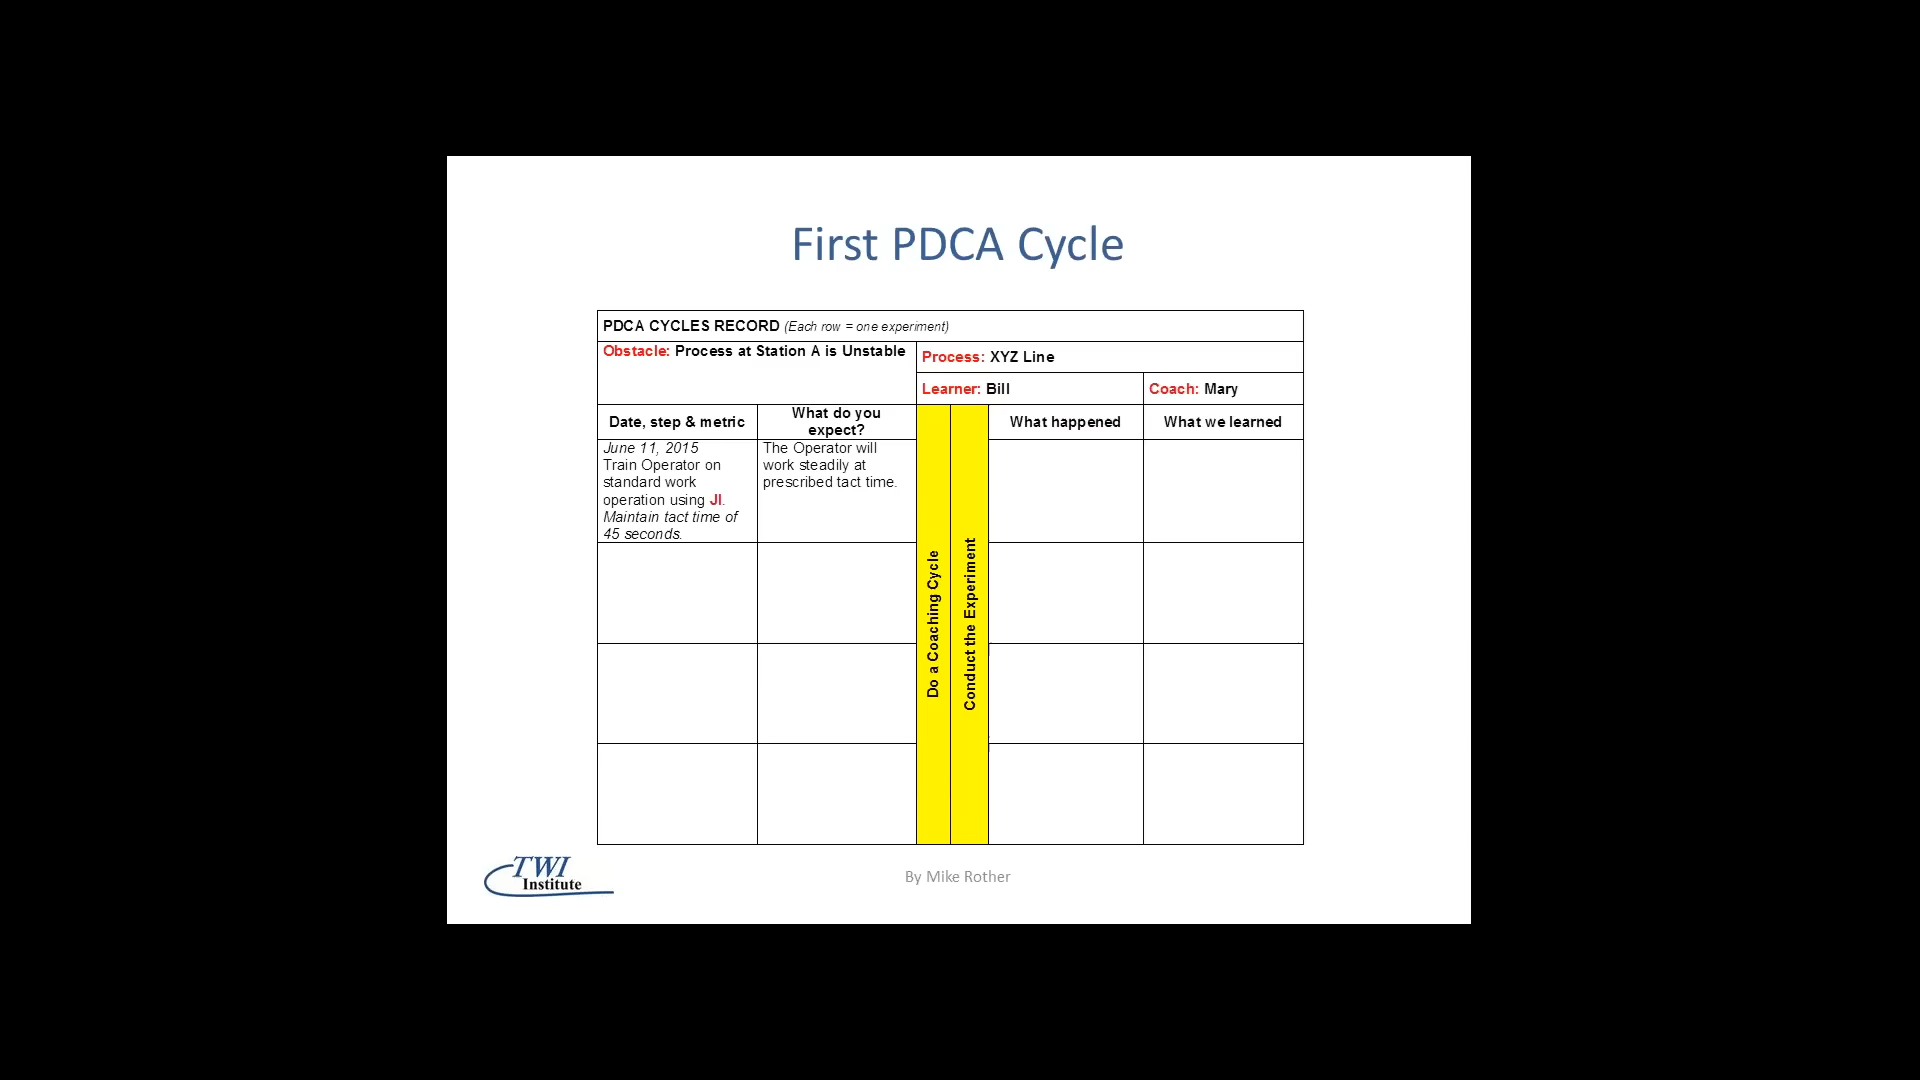 First PDCA Cycle
PDCA CYCLES RECORD (Each row = one experiment)
Obstacle: Process at Station A is Unstable
Process: XYZ Line
Learner: Bill
Coach: Mary
Date, step & metric
What do you
expect?
What happened
What we learned
June 11, 2015
Train Operator on
standard work
operation using JI.
Maintain tact time of
45 seconds.
The Operator will
work steadily at
prescribed tact time.
Do a Coaching Cycle
Conduct the Experiment
TWI
Institute
By Mike Rother